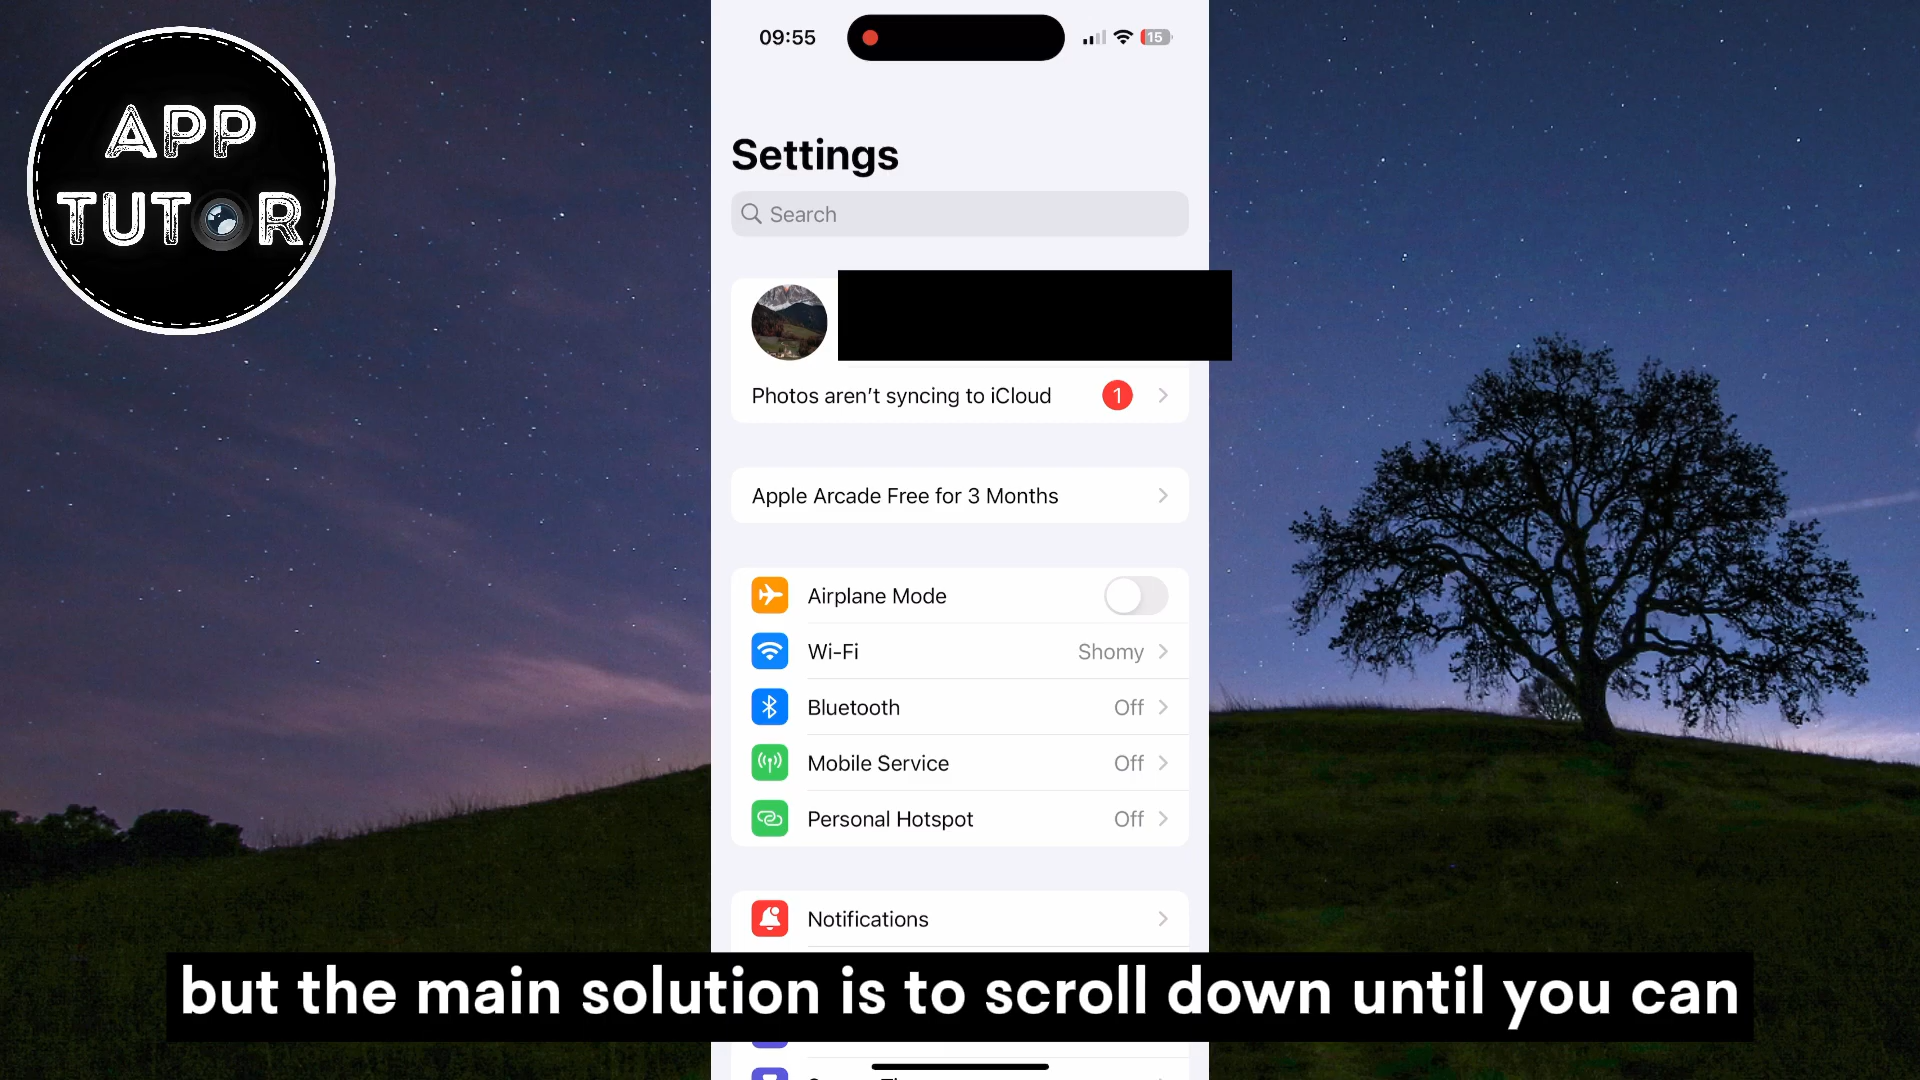 APP
TUTOR
09:55
15
Settings
Search
Photos aren't syncing to iCloud
1
Apple Arcade Free for 3 Months
Airplane Mode
Wi-Fi
Shomy
Bluetooth
Off
Mobile Service
Off
Personal Hotspot
Off
Notifications
but the main solution is to scroll down until you can